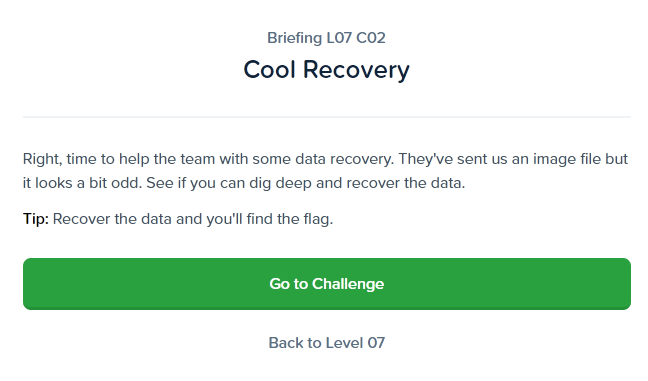 Briefing L07 C02
Cool Recovery
Right, time to help the team with some data recovery. They've sent us an image file but
it looks a bit odd. See if you can dig deep and recover the data.
Tip: Recover the data and you'll find the flag.
Go to Challenge
Back to Level 07